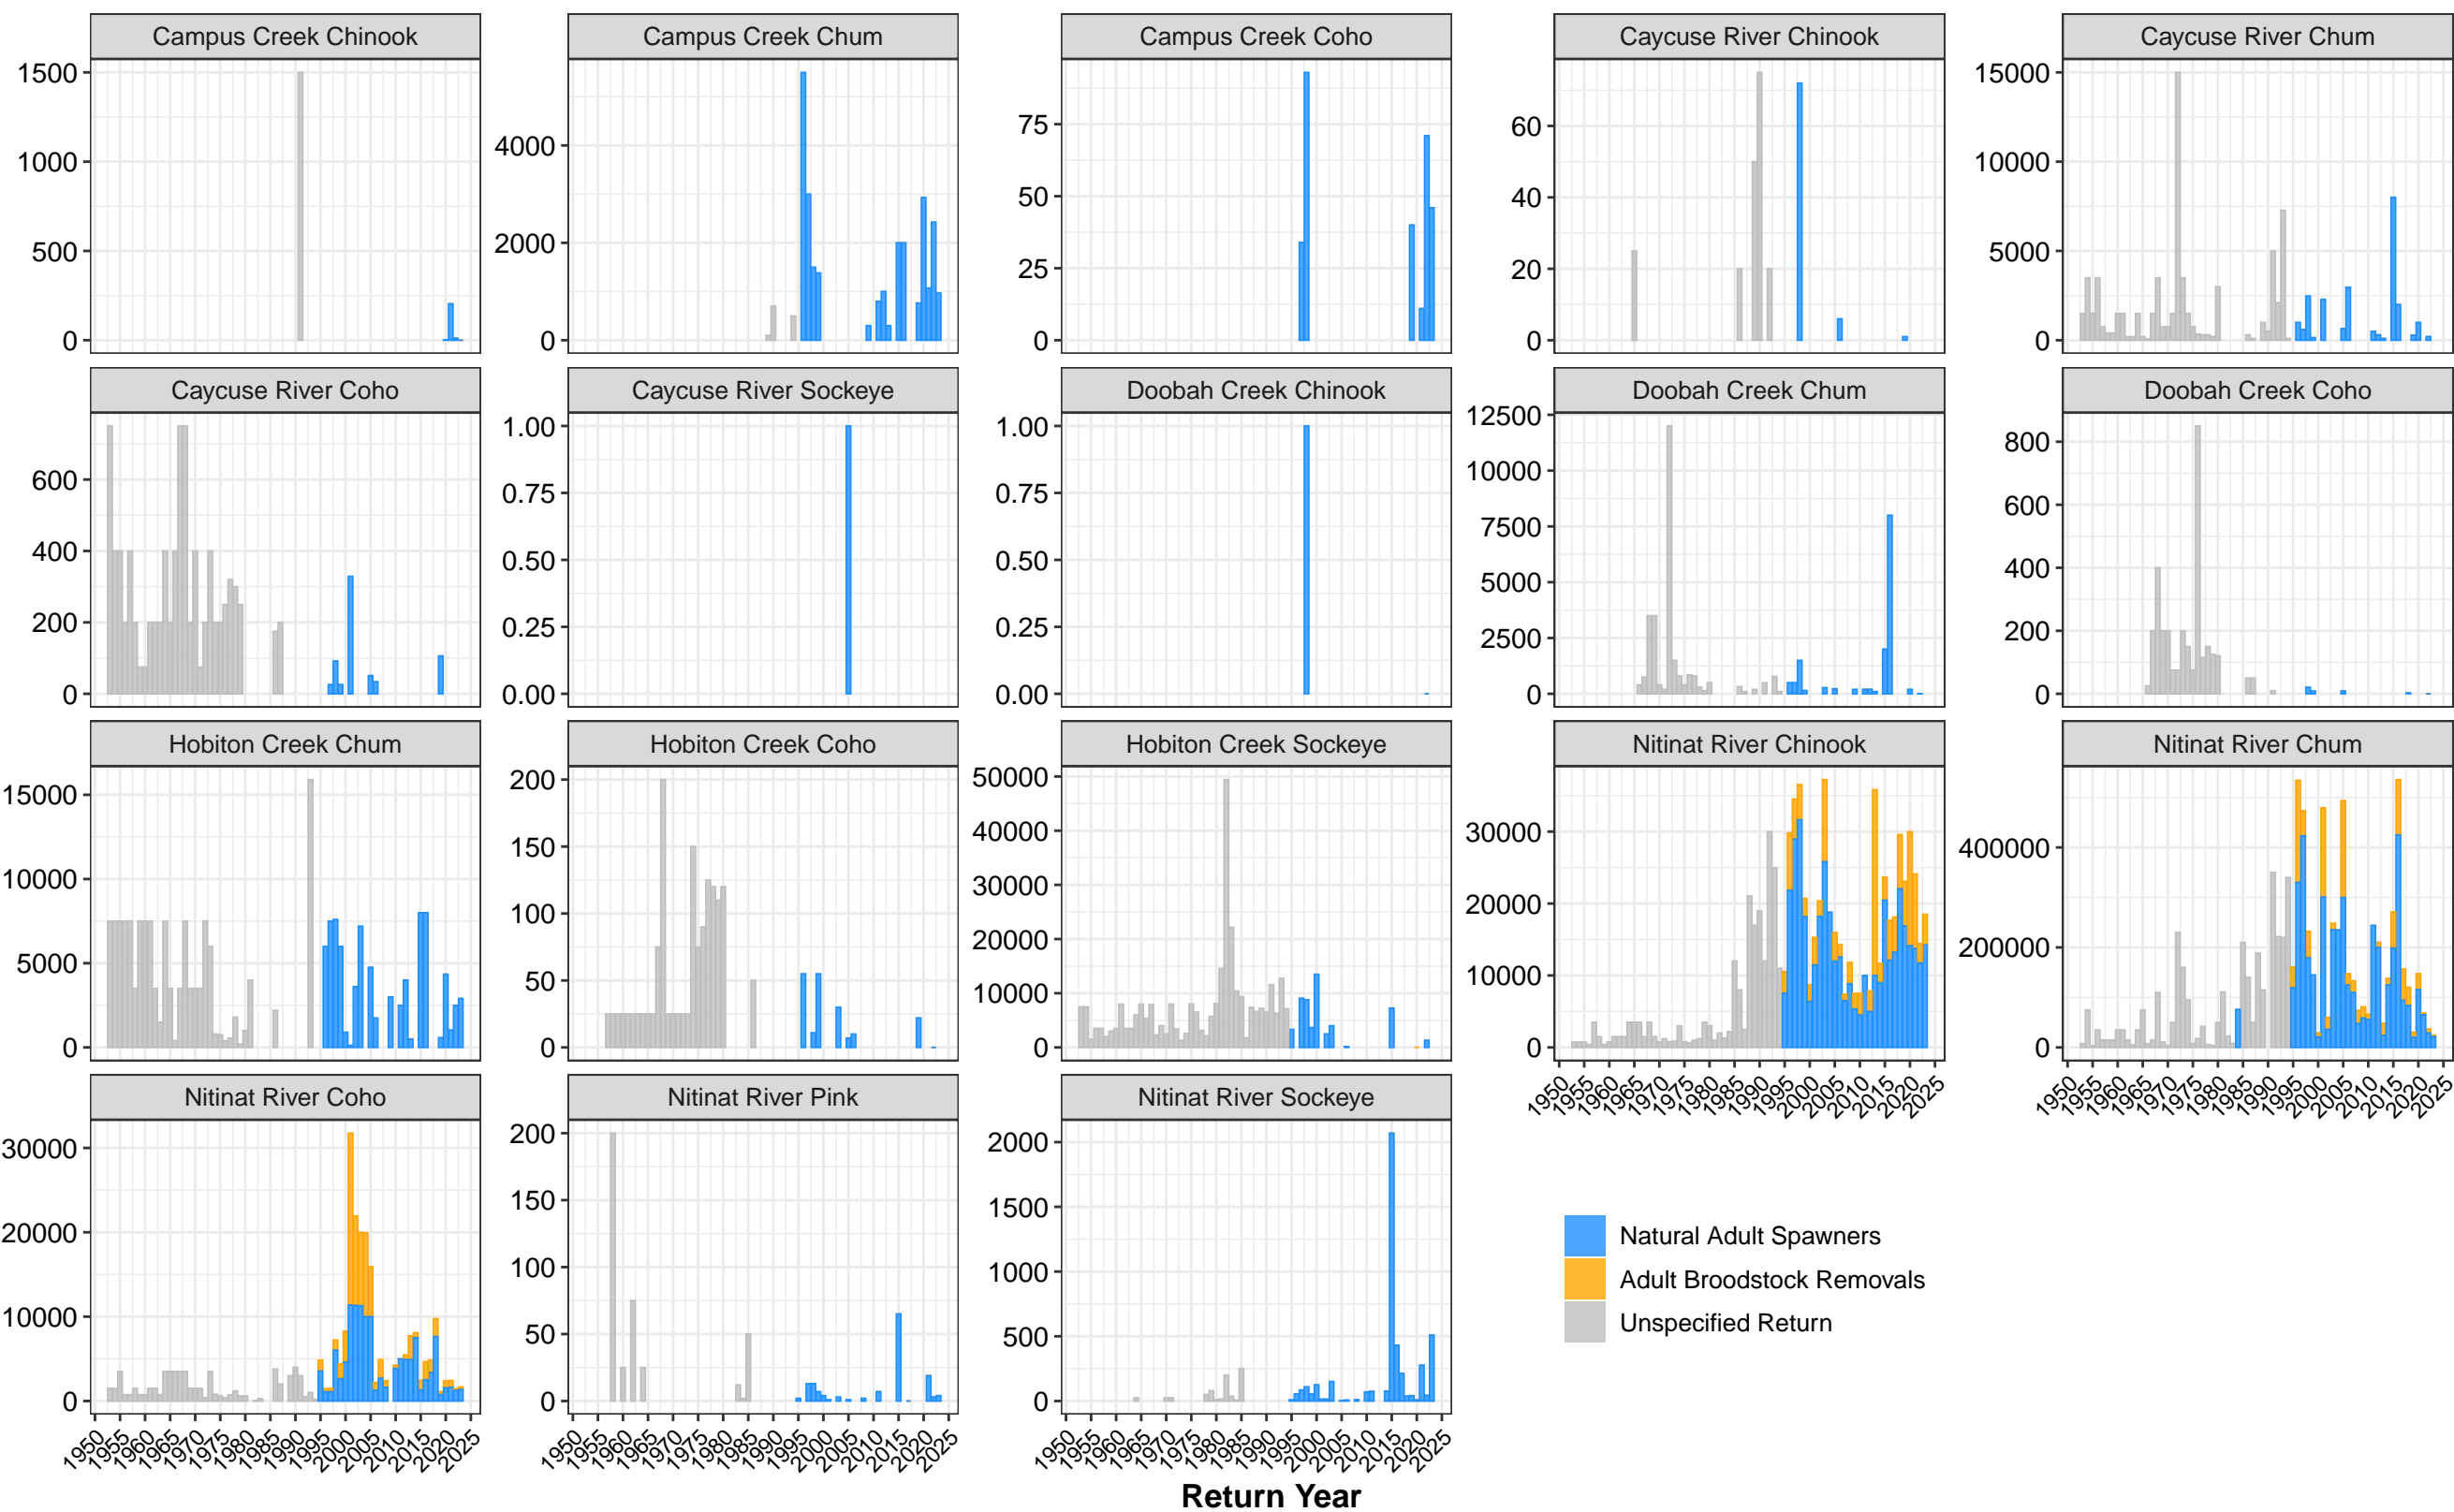 Campus Creek Chinook
1500
1000
500
0
Campus Creek Chum
4000
2000
0
Campus Creek Coho
75
50
25
0
Caycuse River Chinook
60
40
20
0
Caycuse River Chum
15000
10000
5000
0
Caycuse River Coho
600
400
200
0
Caycuse River Sockeye
1.00
0.75
0.50
0.25
0.00
Doobah Creek Chinook
1.00
0.75
0.50
0.25
0.00
Doobah Creek Chum
12500
10000
7500
5000
2500
0
Doobah Creek Coho
800
600
400
200
0
Hobiton Creek Chum
15000
10000
5000
0
Hobiton Creek Coho
200
150
100
50
0
Hobiton Creek Sockeye
50000
40000
30000
20000
10000
0
Nitinat River Chinook
30000
20000
10000
0
1950 1955 1960 1965 1970 1975 1980 1985 1990 1995 2000 2005 2010 2015 2020 2025
Nitinat River Chum
400000
200000
0
1950 1955 1960 1965 1970 1975 1980 1985 1990 1995 2000 2005 2010 2015 2020 2025
Nitinat River Coho
30000
20000
10000
0
1950 1955 1960 1965 1970 1975 1980 1985 1990 1995 2000 2005 2010 2015 2020 2025
Nitinat River Pink
200
150
100
50
0
1950 1955 1960 1965 1970 1975 1980 1985 1990 1995 2000 2005 2010 2015 2020 2025
Nitinat River Sockeye
2000
1500
1000
500
0
1950 1955 1960 1965 1970 1975 1980 1985 1990 1995 2000 2005 2010 2015 2020 2025
Natural Adult Spawners
Adult Broodstock Removals
Unspecified Return
Return Year